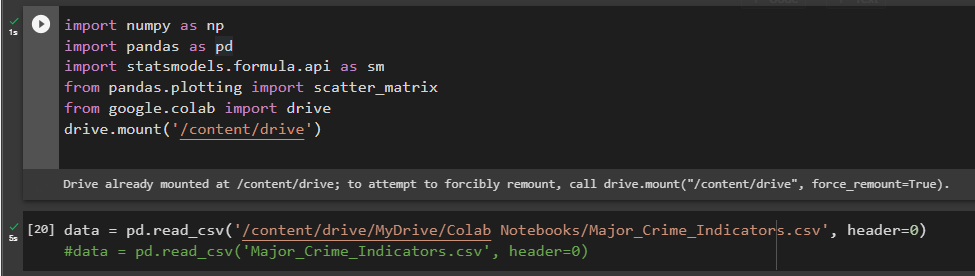 import numpy as np
1s
import pandas as pd
import statsmodels.formula.api as sm
from pandas.plotting import scatter_matrix
from google.colab import drive
drive.mount('/content/drive')
Drive already mounted at /content/drive; to attempt to forcibly remount, call drive.mount("/content/drive", force_remount=True).
[20] data = pd.read_csv('/content/drive/MyDrive/Colab Notebooks/Major_Crime_Indicators.csv', header=0)
5s
#data = pd.read_csv('Major_Crime_Indicators.csv', header=0)